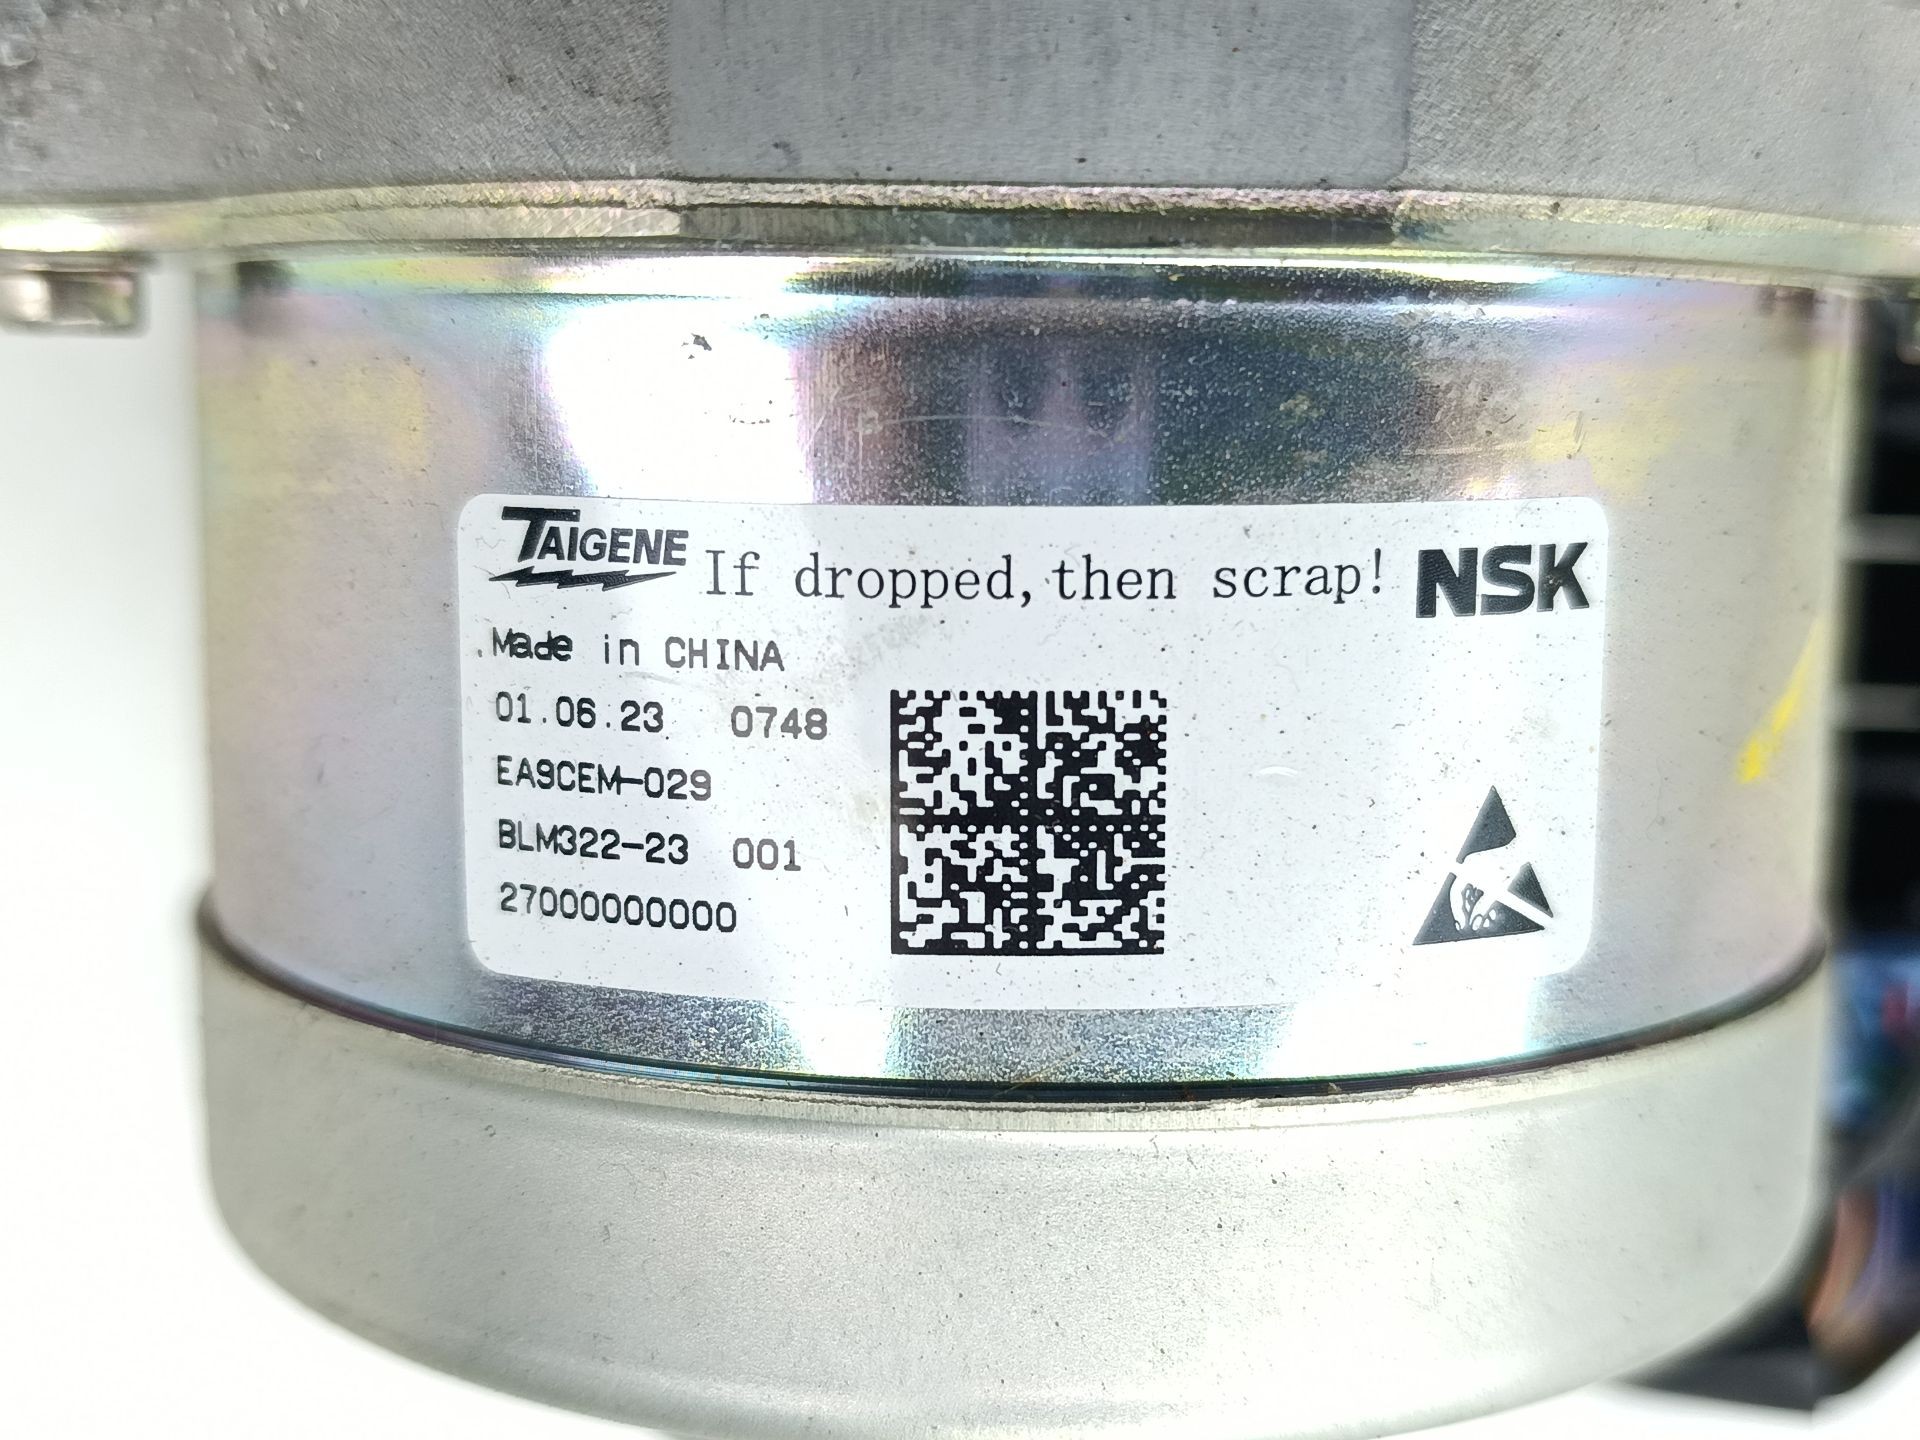 TAIGENE If dropped, then scrap! NSK
Made in CHINA
01.06.23 0748
EA9CEM-029
BLM322-23 001
27000000000